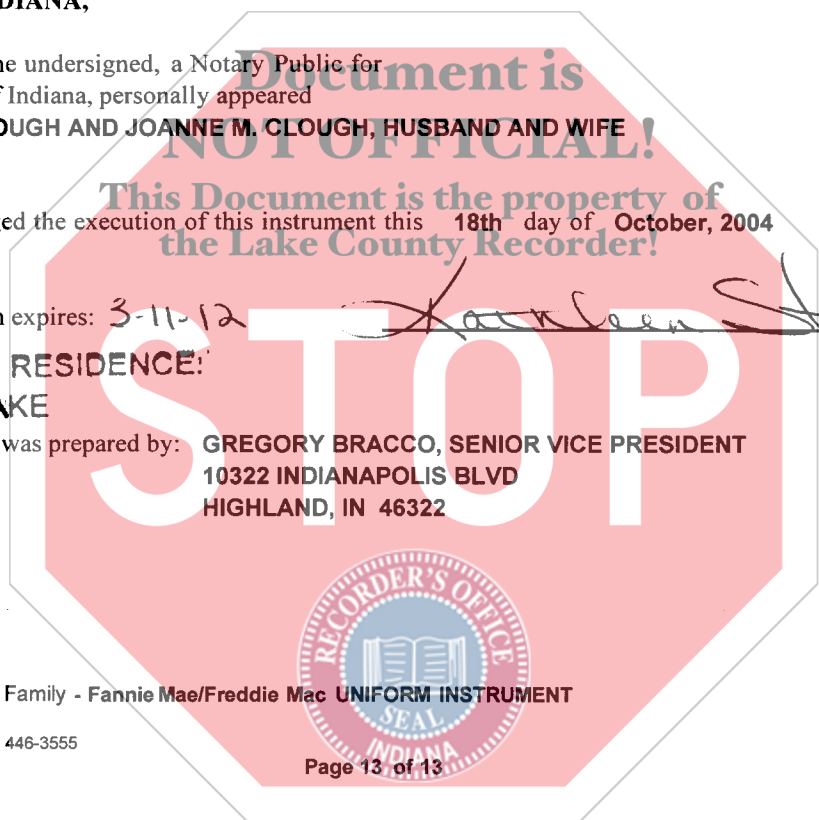 DIANA,
ne undersigned, a Notary Public for
f Indiana, personally appeared
OUGH AND JOANNE M. CLOUGH, HUSBAND AND WIFE
Document is
NOT OFFICIAL!
This Document is the property of
the Lake County Recorder!
ed the execution of this instrument this 18th day of October, 2004
n expires: 3-11-12 Kathleen
RESIDENCE:
AKE
STOP
was prepared by: GREGORY BRACCO, SENIOR VICE PRESIDENT
10322 INDIANAPOLIS BLVD
HIGHLAND, IN 46322
RECORDER'S OFFICE
SEAL
INDIANA
Family - Fannie Mae/Freddie Mac UNIFORM INSTRUMENT
446-3555
Page 13 of 13